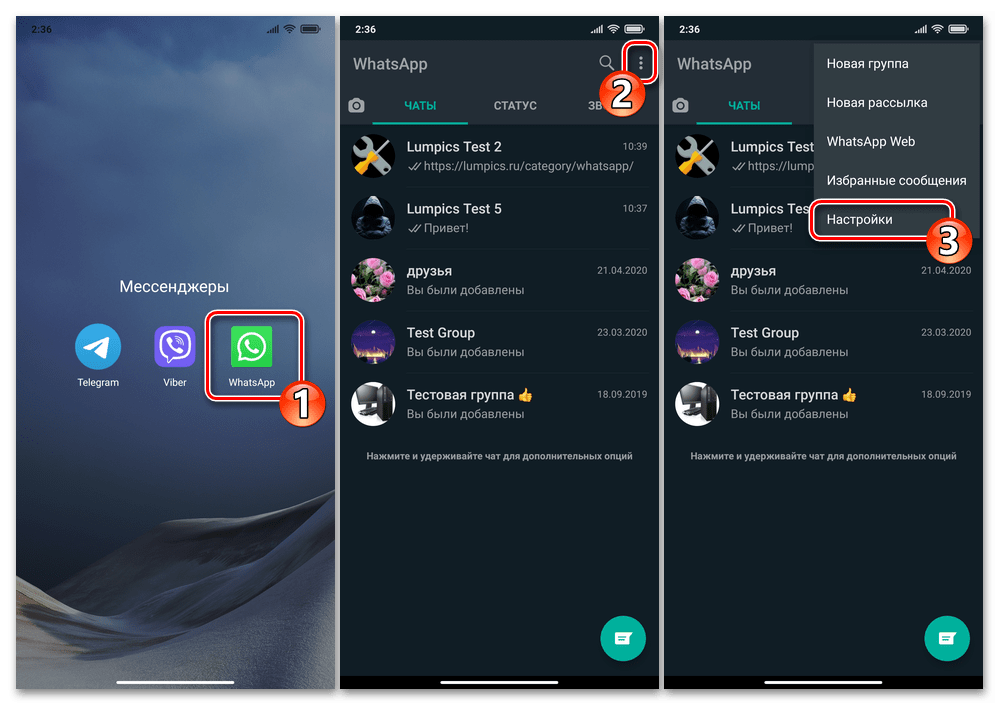 2:36
Мессенджеры
Telegram
Viber
WhatsApp
1
2:36
WhatsApp
2
ЧАТЫ
СТАТУС
ЗВ
Lumpics Test 2
10:39
https://lumpics.ru/category/whatsapp/
Lumpics Test 5
10:37
Привет!
друзья
21.04.2020
Вы были добавлены
Test Group
23.03.2020
Вы были добавлены
Тестовая группа 👍
18.09.2019
Вы были добавлены
Нажмите и удерживайте чат для дополнительных опций
2:36
WhatsApp
ЧАТЫ
Новая группа
Новая рассылка
WhatsApp Web
Избранные сообщения
Настройки
3
Lumpics Test
https://lump
Lumpics Tes
Привет!
друзья
21.04.2020
Вы были добавлены
Test Group
23.03.2020
Вы были добавлены
Тестовая группа 👍
18.09.2019
Вы были добавлены
Нажмите и удерживайте чат для дополнительных опций